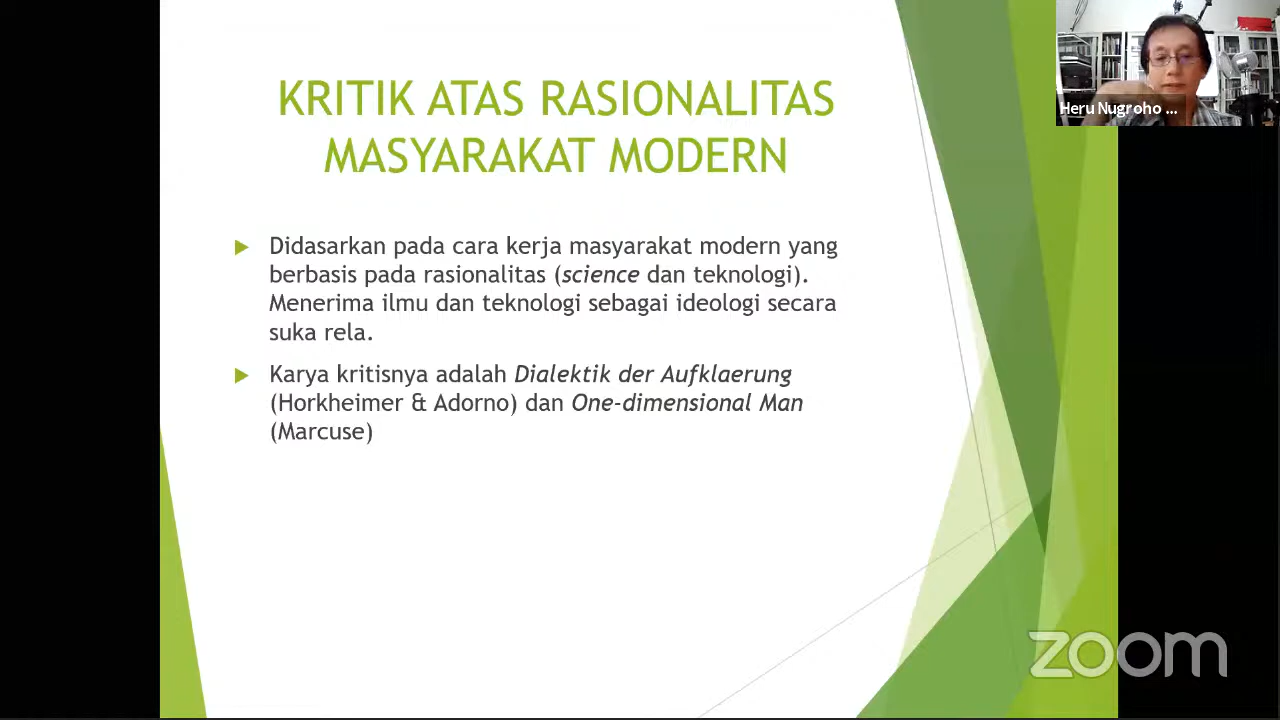 KRITIK ATAS RASIONALITAS
MASYARAKAT MODERN
Heru Nugroho ...
Didasarkan pada cara kerja masyarakat modern yang
berbasis pada rasionalitas (science dan teknologi).
Menerima ilmu dan teknologi sebagai ideologi secara
suka rela.
Karya kritisnya adalah Dialektik der Aufklaerung
(Horkheimer & Adorno) dan One-dimensional Man
(Marcuse)
zoom